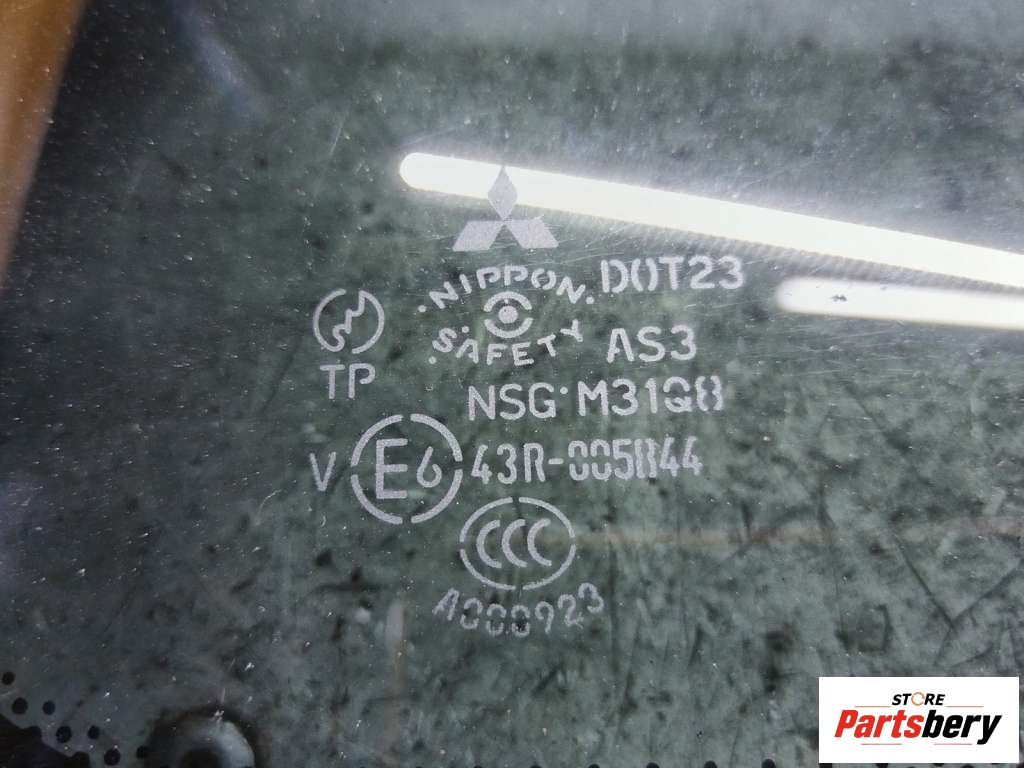 NIPPON DOT23
SAFETY AS3
TP
NSG M31Q8
V E6 43R-005844
CCC
A000923
STORE
Partsbery